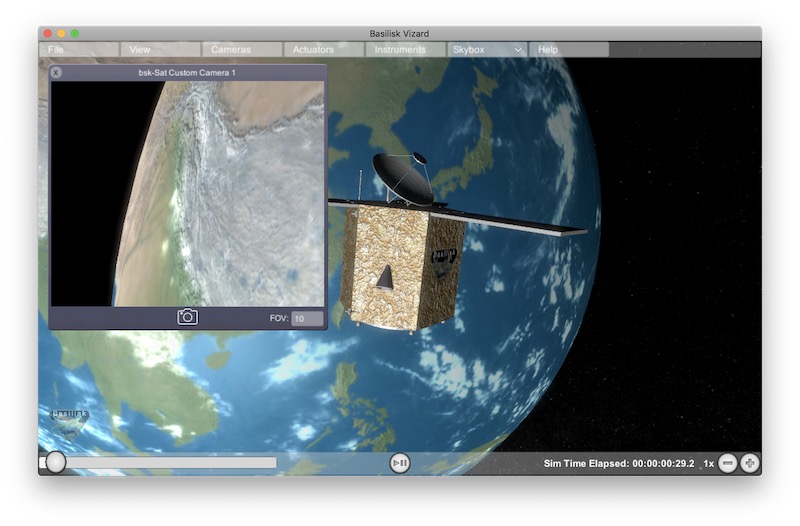 Basilisk Vizard
File View Cameras Actuators Instruments Skybox Help
x bsk-Sat Custom Camera 1
FOV: 10
Sim Time Elapsed: 00:00:00:29.2 1x